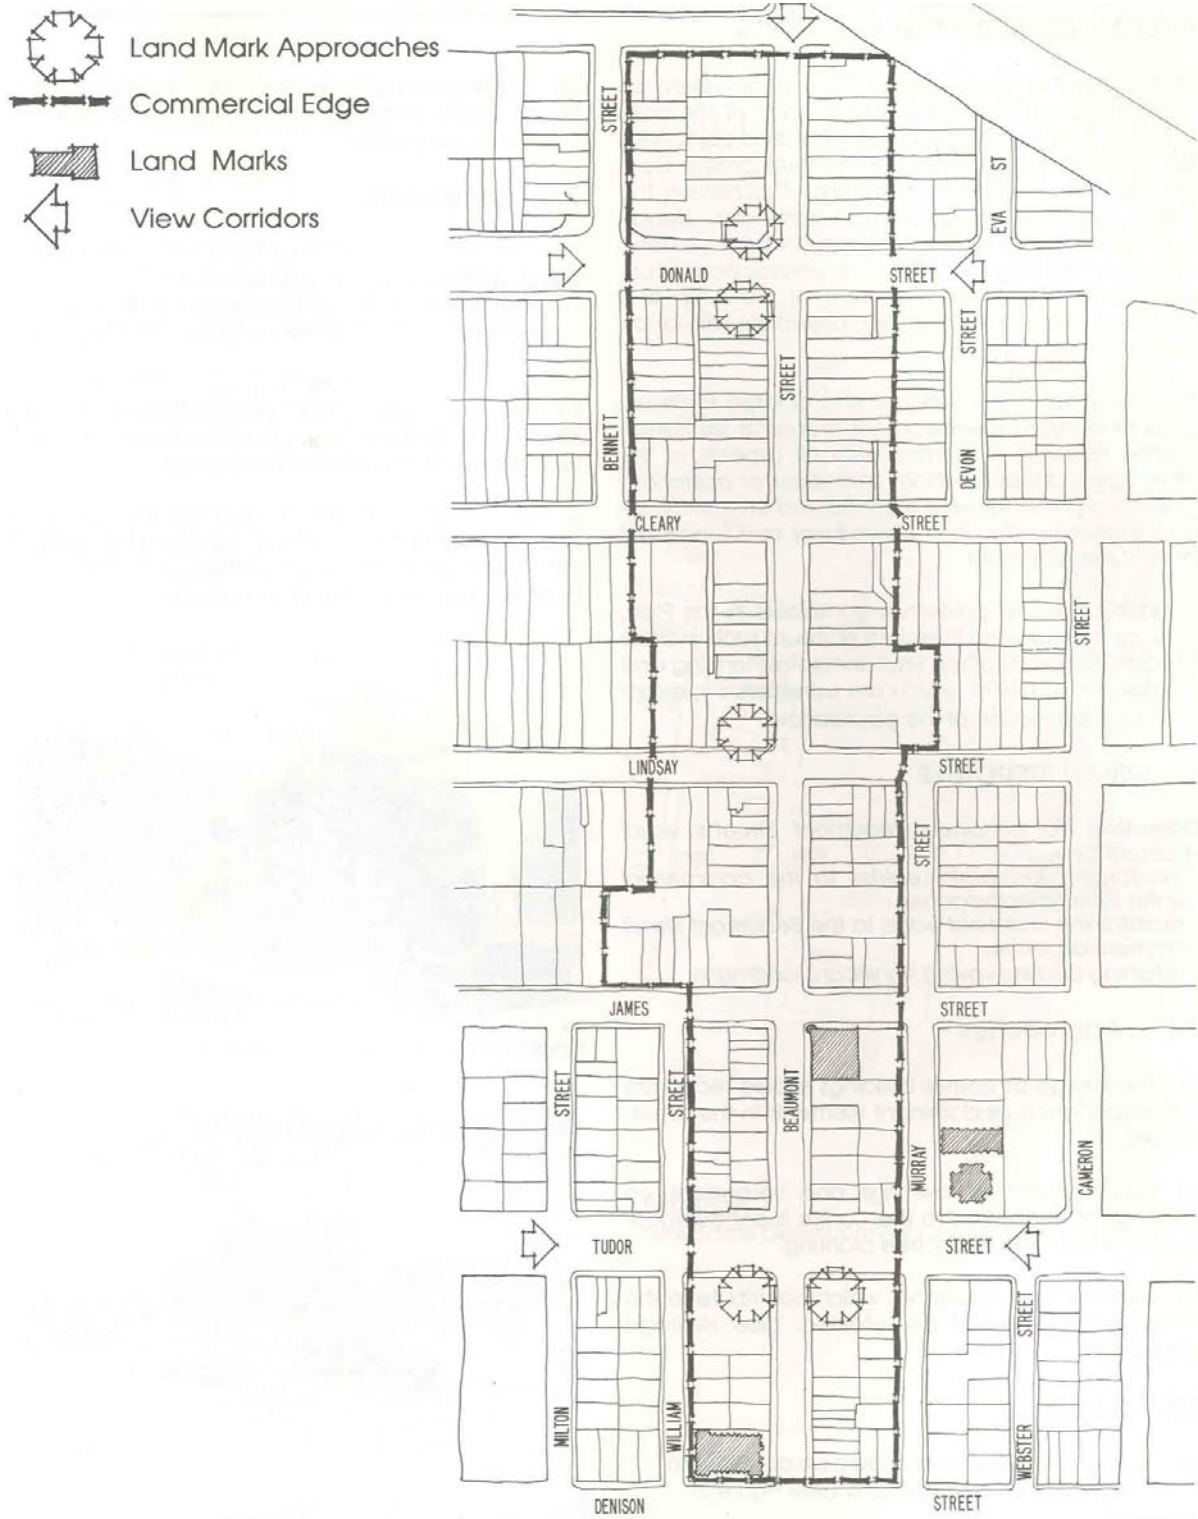 Land Mark Approaches
Commercial Edge
Land Marks
View Corridors
STREET
EVA ST
DONALD STREET
BENNETT
STREET
DEVON STREET
CLEARY STREET
STREET
LINDSAY STREET
STREET
JAMES STREET
STREET
STREET
BEAUMONT
MURRAY
CAMERON
TUDOR STREET
MILTON
WILLIAM
WEBSTER STREET
DENISON STREET